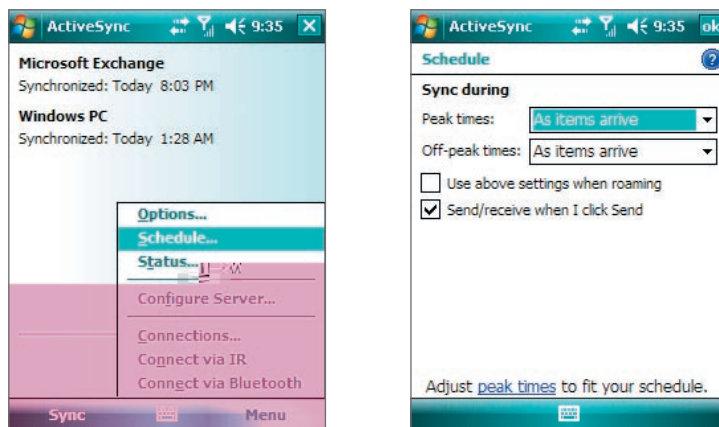 ActiveSync 9:35
Microsoft Exchange
Synchronized: Today 8:03 PM
Windows PC
Synchronized: Today 1:28 AM
Options...
Schedule...
Status...
Configure Server...
Connections...
Connect via IR
Connect via Bluetooth
Sync Menu
ActiveSync 9:35 ok
Schedule ?
Sync during
Peak times: As items arrive
Off-peak times: As items arrive
Use above settings when roaming
Send/receive when I click Send
Adjust peak times to fit your schedule.